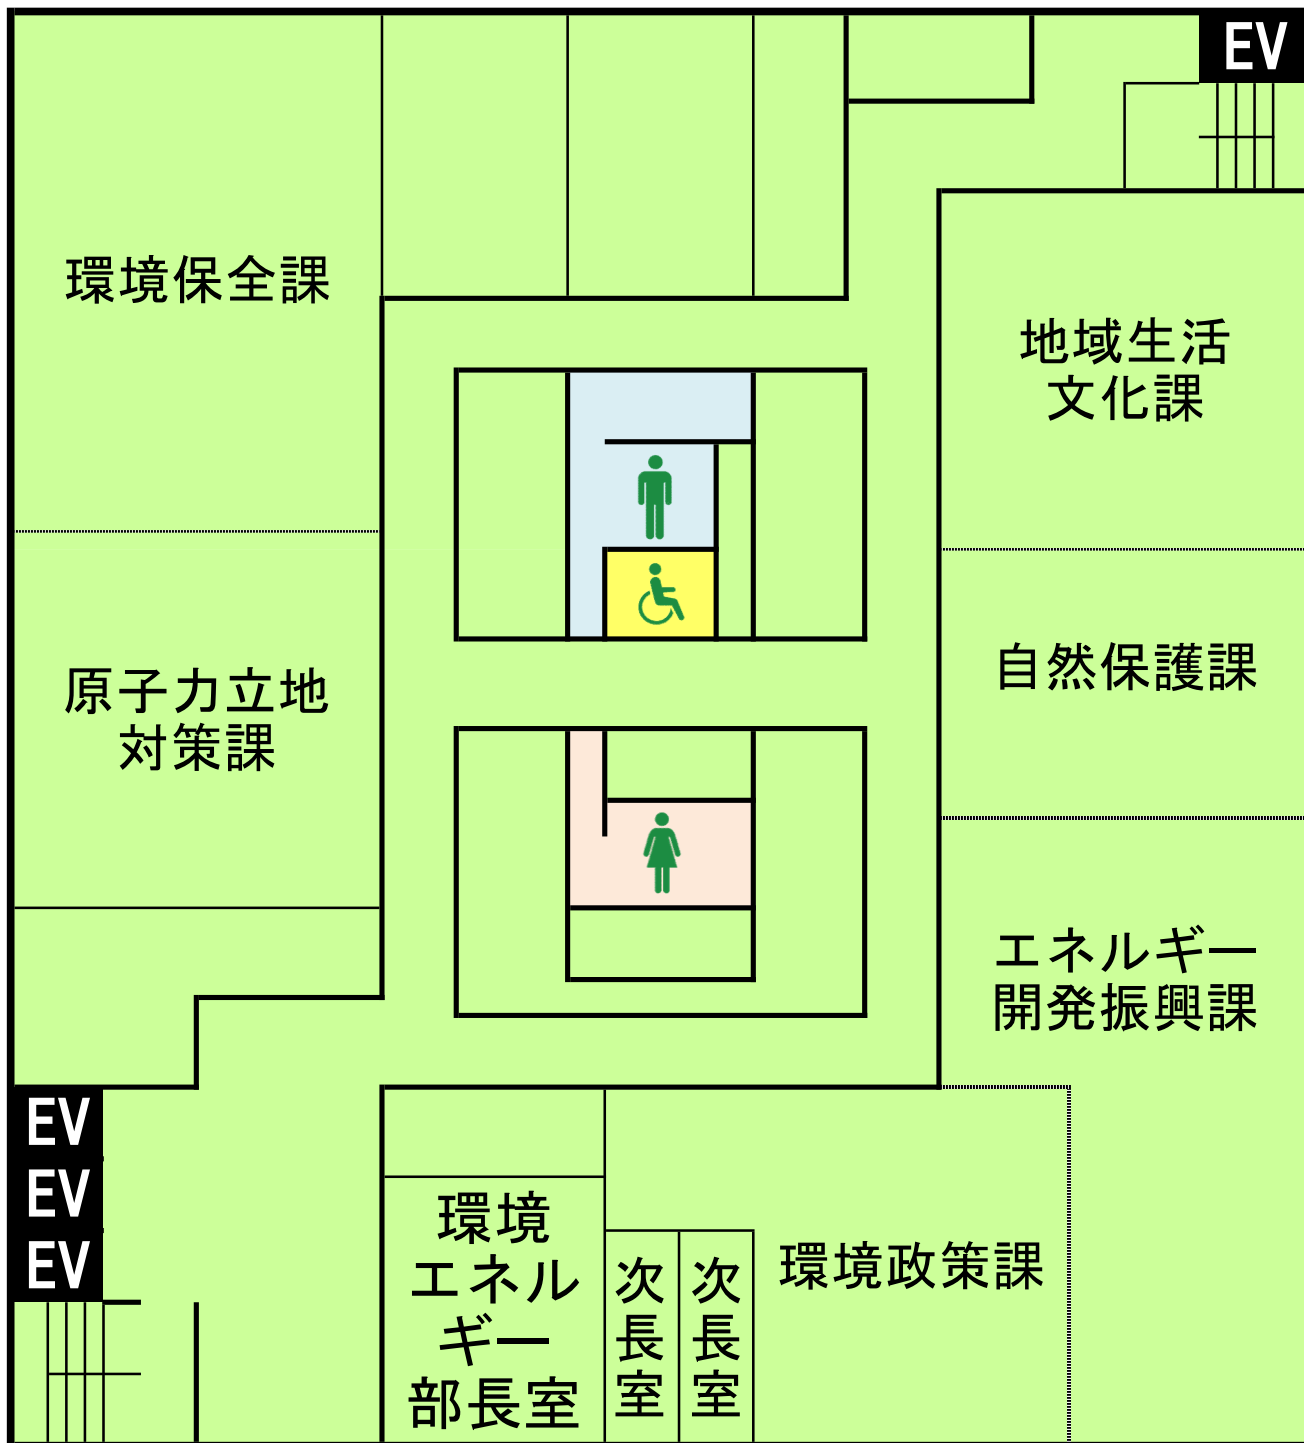 EV
環境保全課
地域生活
文化課
自然保護課
原子力立地
対策課
エネルギー
開発振興課
EV
EV
EV
環境
エネル
ギー
部長室
次長室
次長室
環境政策課